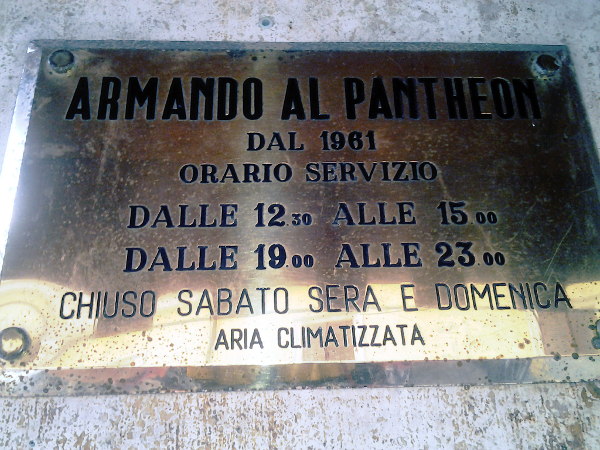 ARMANDO AL PANTHEON
DAL 1961
ORARIO SERVIZIO
DALLE 12.30 ALLE 15.00
DALLE 19.00 ALLE 23.00
CHIUSO SABATO SERA E DOMENICA
ARIA CLIMATIZZATA